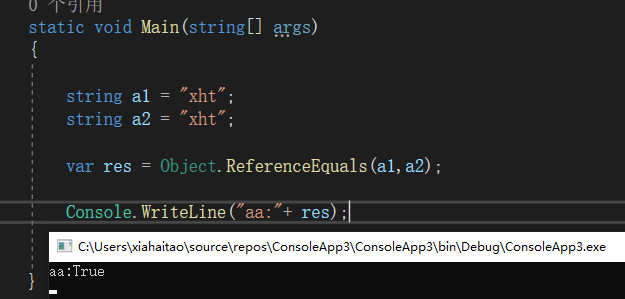 0 个引用
static void Main(string[] args)
{
string a1 = "xht";
string a2 = "xht";
var res = Object.ReferenceEquals(a1,a2);
Console.WriteLine("aa:"+ res);
C:\Users\xiahaitao\source\repos\ConsoleApp3\ConsoleApp3\bin\Debug\ConsoleApp3.exe
aa:True
}